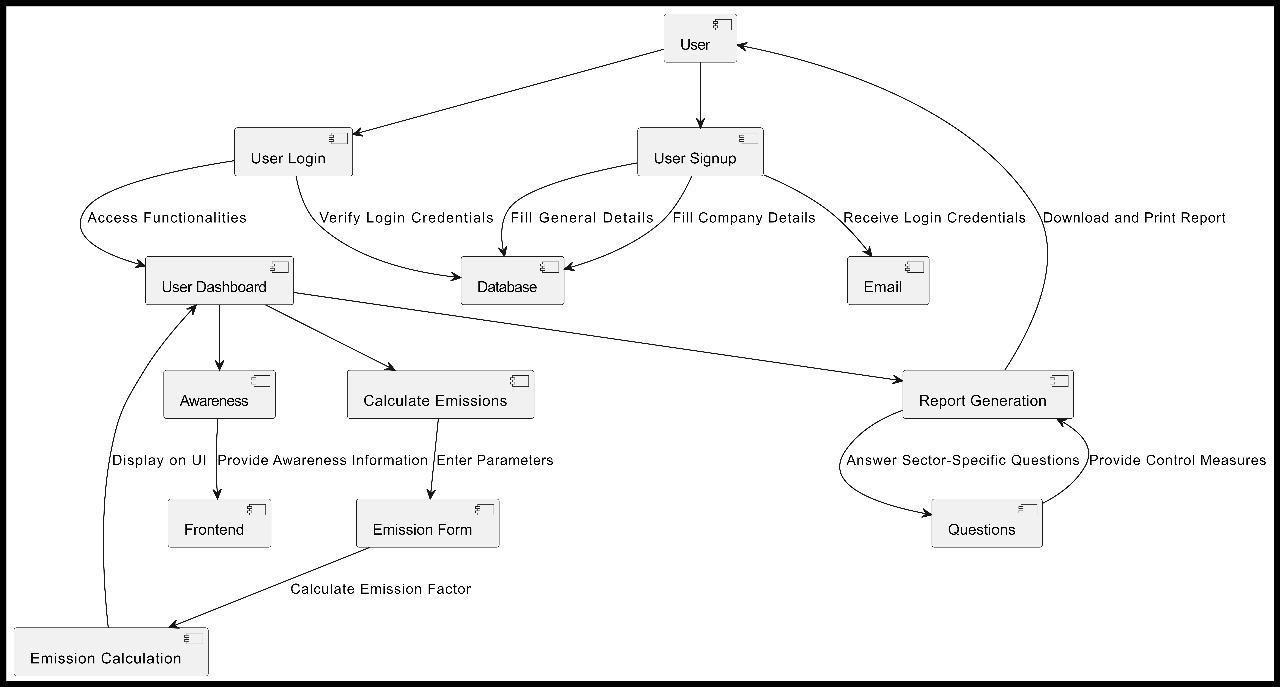 User
User Login
User Signup
Access Functionalities
Verify Login Credentials
Fill General Details
Fill Company Details
Receive Login Credentials
Download and Print Report
User Dashboard
Database
Email
Awareness
Calculate Emissions
Report Generation
Display on UI
Provide Awareness Information
Enter Parameters
Answer Sector-Specific Questions
Provide Control Measures
Frontend
Emission Form
Questions
Calculate Emission Factor
Emission Calculation